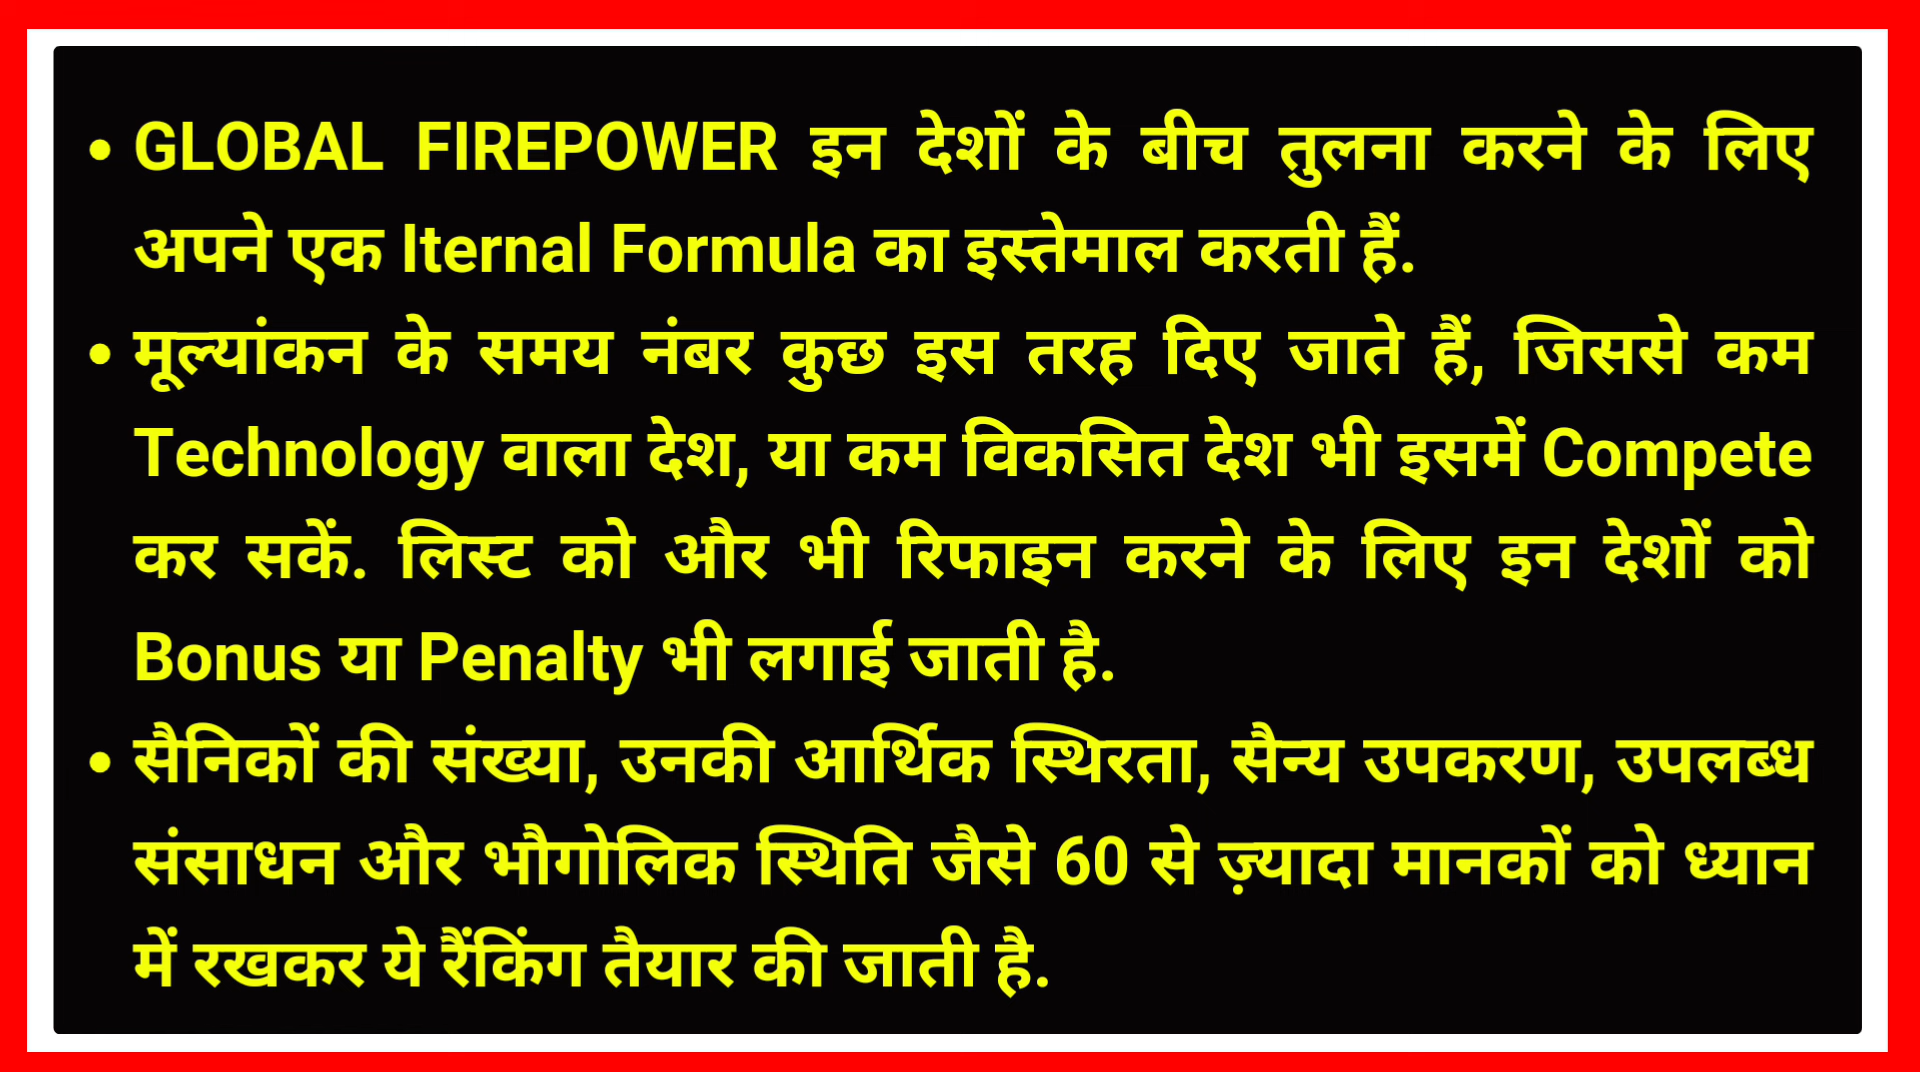 • GLOBAL FIREPOWER इन देशों के बीच तुलना करने के लिए
अपने एक Iternal Formula का इस्तेमाल करती हैं.
• मूल्यांकन के समय नंबर कुछ इस तरह दिए जाते हैं, जिससे कम
Technology वाला देश, या कम विकसित देश भी इसमें Compete
कर सकें. लिस्ट को और भी रिफाइन करने के लिए इन देशों को
Bonus या Penalty भी लगाई जाती है.
• सैनिकों की संख्या, उनकी आर्थिक स्थिरता, सैन्य उपकरण, उपलब्ध
संसाधन और भौगोलिक स्थिति जैसे 60 से ज़्यादा मानकों को ध्यान
में रखकर ये रैंकिंग तैयार की जाती है.